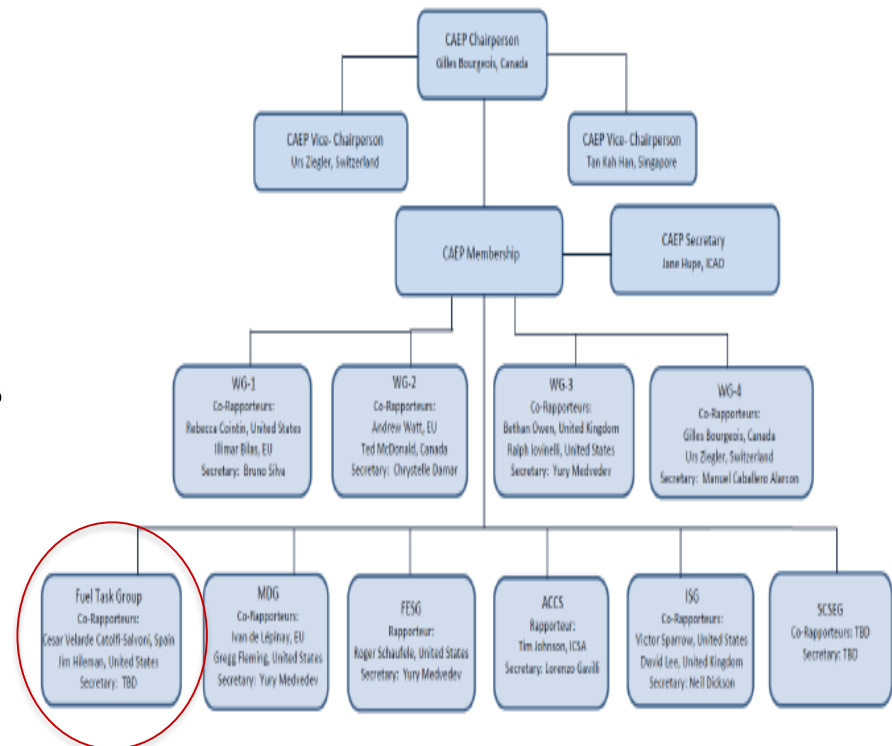 CAEP Chairperson
Gilles Bourgeois, Canada
CAEP Vice- Chairperson
Urs Ziegler, Switzerland
CAEP Vice- Chairperson
Tan Kah Han, Singapore
CAEP Membership
CAEP Secretary
Jane Hupe, ICAO
WG-1
Co-Rapporteurs:
Rebecca Cointin, United States
Illimar Bilas, EU
Secretary: Bruno Silva
WG-2
Co-Rapporteurs:
Andrew Watt, EU
Ted McDonald, Canada
Secretary: Chrystelle Damar
WG-3
Co-Rapporteurs:
Bethan Owen, United Kingdom
Ralph Iovinelli, United States
Secretary: Yury Medvedev
WG-4
Co-Rapporteurs:
Gilles Bourgeois, Canada
Urs Ziegler, Switzerland
Secretary: Manuel Caballero Alarcon
Fuel Task Group
Co-Rapporteurs:
Cesar Velarde Catolfi-Salvoni, Spain
Jim Hileman, United States
Secretary: TBD
MDG
Co-Rapporteurs:
Ivan de Lépinay, EU
Gregg Fleming, United States
Secretary: Yury Medvedev
FESG
Rapporteur:
Roger Schaufele, United States
Secretary: Yury Medvedev
ACCS
Rapporteur:
Tim Johnson, ICSA
Secretary: Lorenzo Gavilli
ISG
Co-Rapporteurs:
Victor Sparrow, United States
David Lee, United Kingdom
Secretary: Neil Dickson
SCSEG
Co-Rapporteurs: TBD
Secretary: TBD